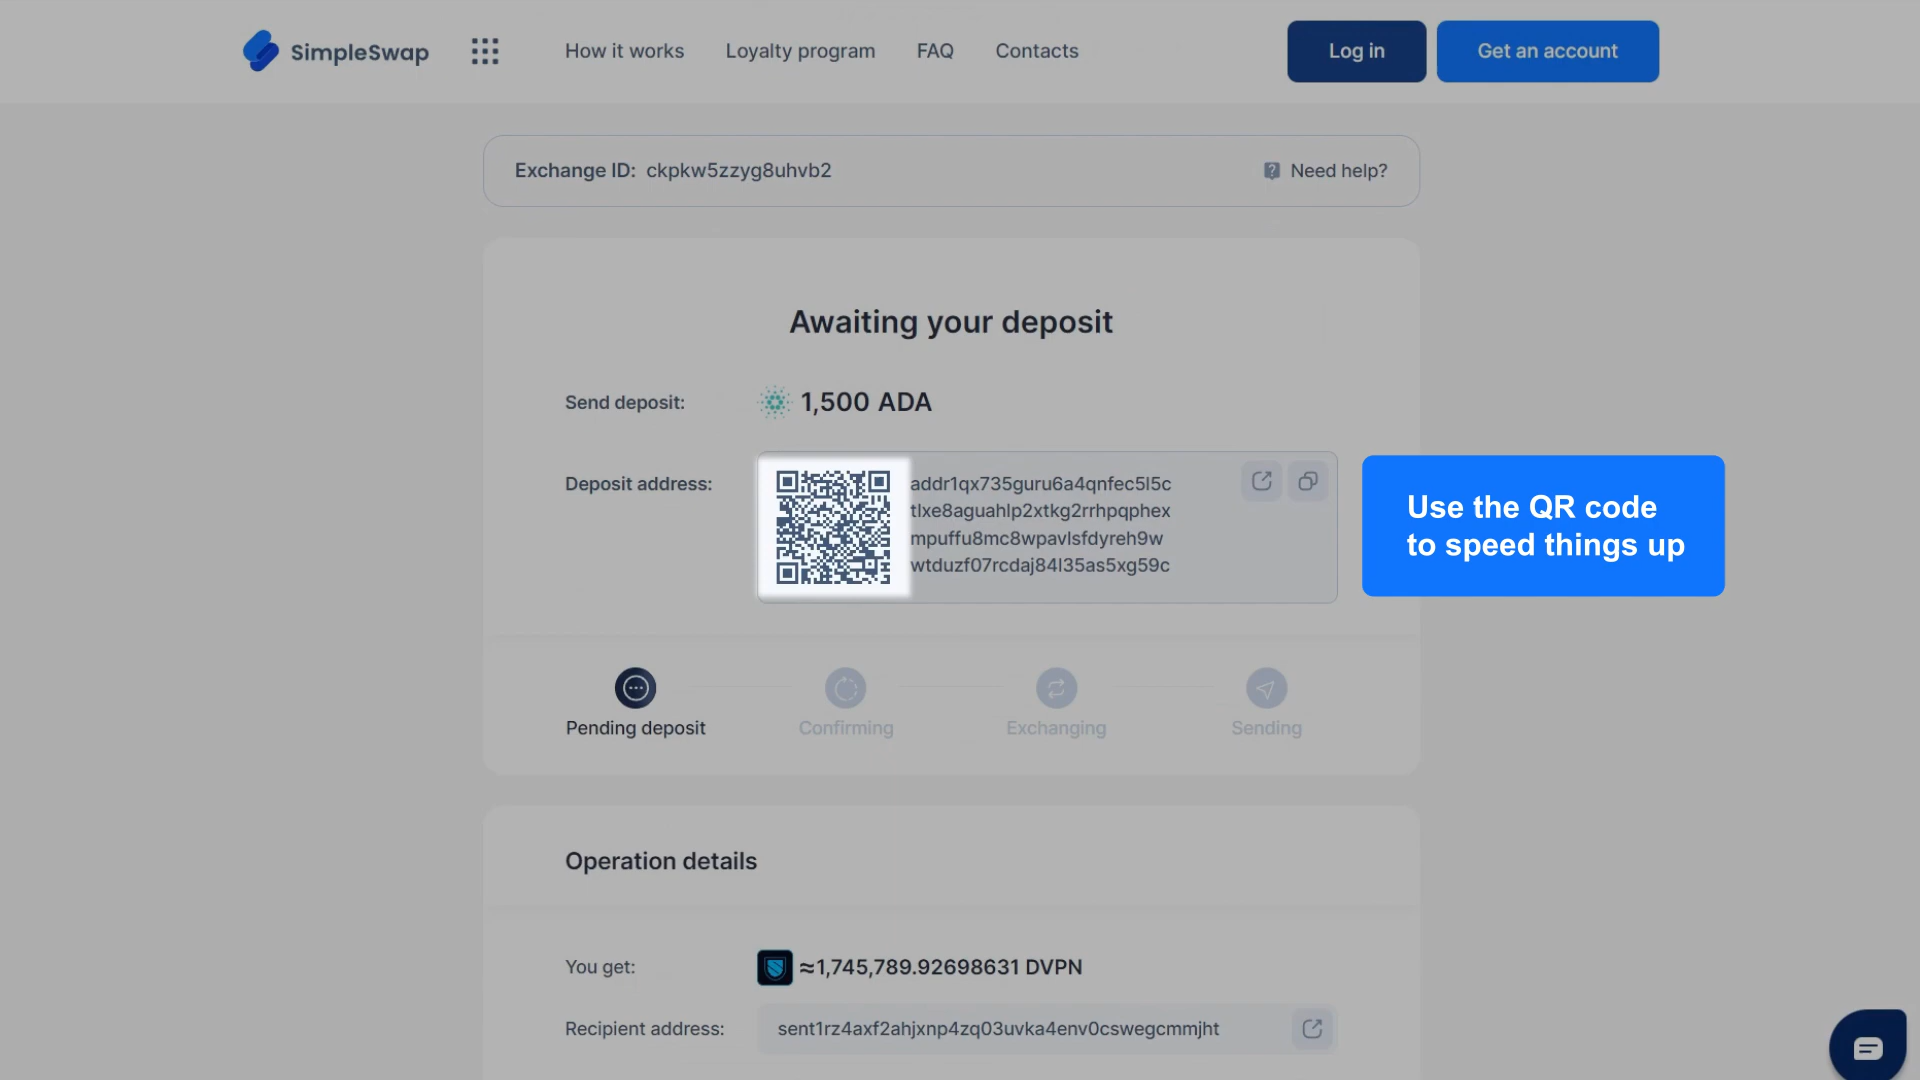 SimpleSwap
How it works
Loyalty program
FAQ
Contacts
Log in
Get an account
Exchange ID: ckpkw5zzyg8uhvb2
Need help?
Awaiting your deposit
Send deposit:
1,500 ADA
Deposit address:
addr1qx735guru6a4qnfec5l5c
tlxe8aguahlp2xtkg2rrhpqphex
mpuffu8mc8wpavlsfdyreh9w
wtduzf07rcdaj84l35as5xg59c
Use the QR code
to speed things up
Pending deposit
Confirming
Exchanging
Sending
Operation details
You get:
≈1,745,789.92698631 DVPN
Recipient address:
sent1rz4axf2ahjxnp4zq03uvka4env0cswegcmmjht